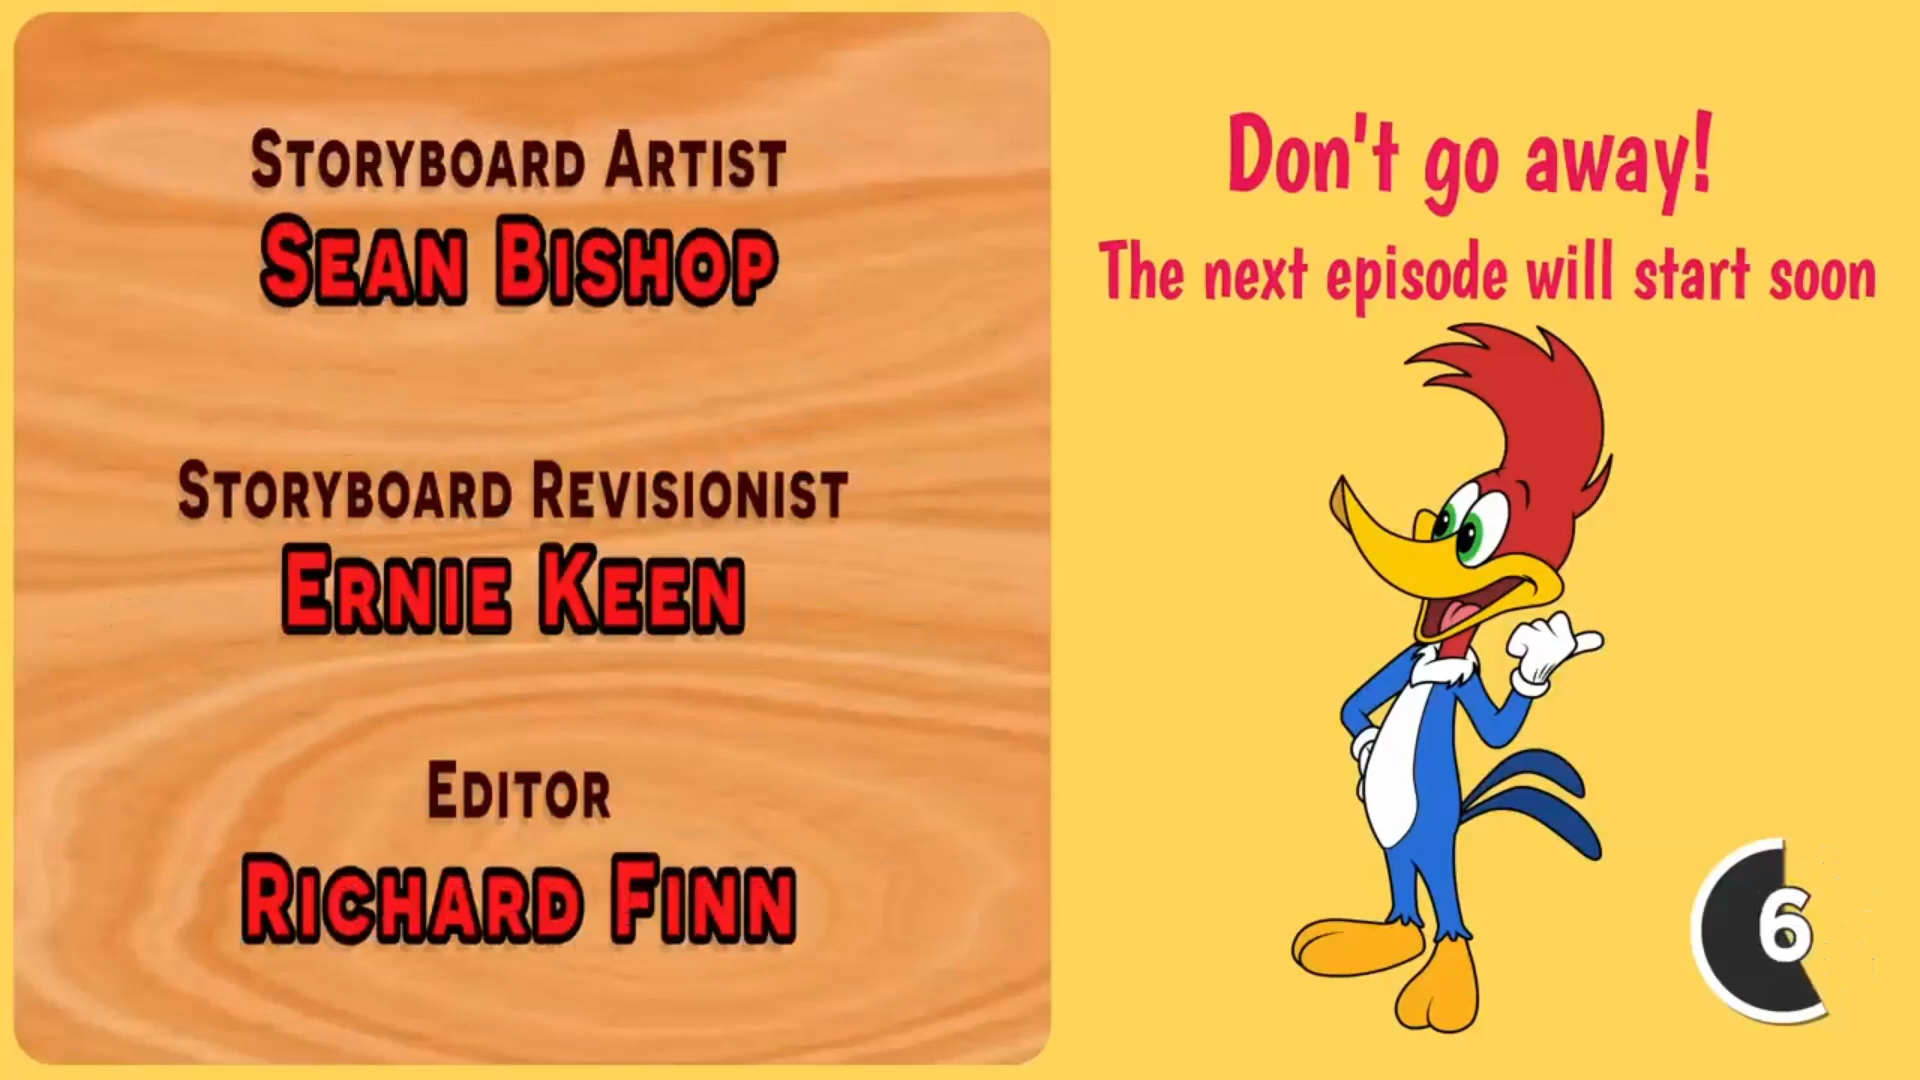 Storyboard Artist
Sean Bishop
Storyboard Revisionist
Ernie Keen
Editor
Richard Finn
Don't go away!
The next episode will start soon
6